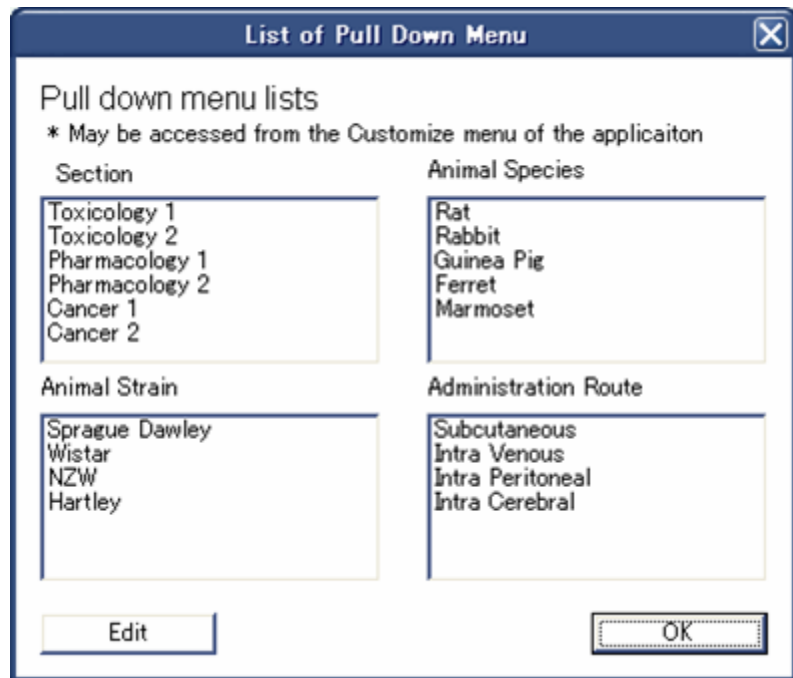 List of Pull Down Menu
Pull down menu lists
* May be accessed from the Customize menu of the applicaiton
Section
Toxicology 1
Toxicology 2
Pharmacology 1
Pharmacology 2
Cancer 1
Cancer 2
Animal Species
Rat
Rabbit
Guinea Pig
Ferret
Marmoset
Animal Strain
Sprague Dawley
Wistar
NZW
Hartley
Administration Route
Subcutaneous
Intra Venous
Intra Peritoneal
Intra Cerebral
Edit
OK